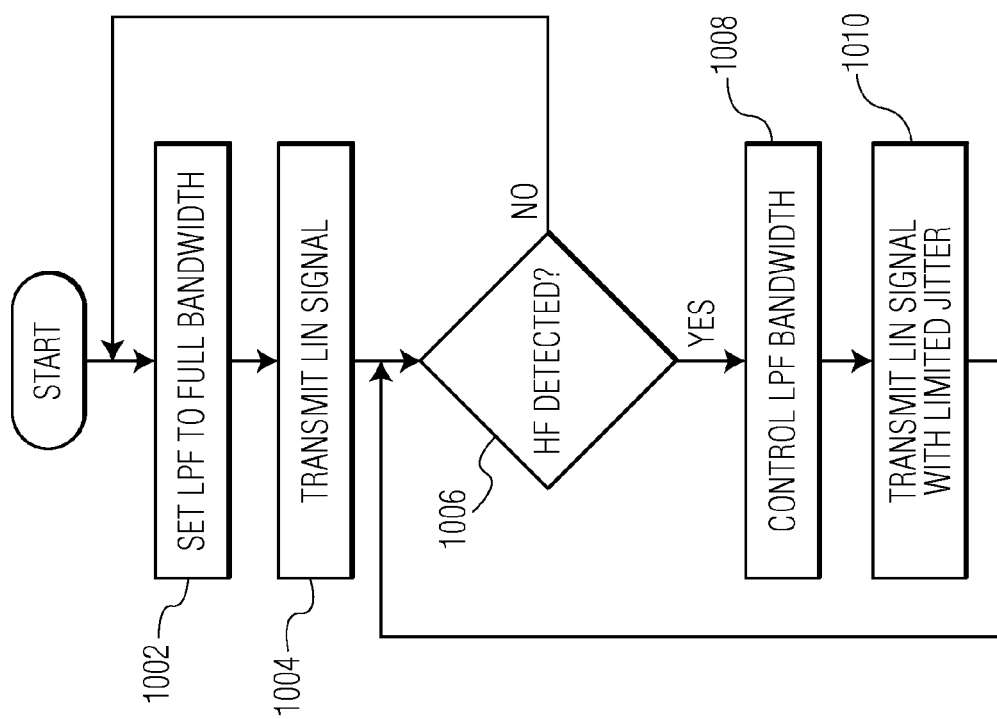 START
SET LPF TO FULL BANDWIDTH
1002
TRANSMIT LIN SIGNAL
1004
HF DETECTED?
1006
NO
YES
CONTROL LPF BANDWIDTH
1008
TRANSMIT LIN SIGNAL
WITH LIMITED JITTER
1010